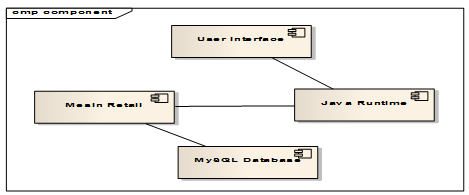 cmp component
User Interface
Mesin Retail
Java Runtime
MySQL Database